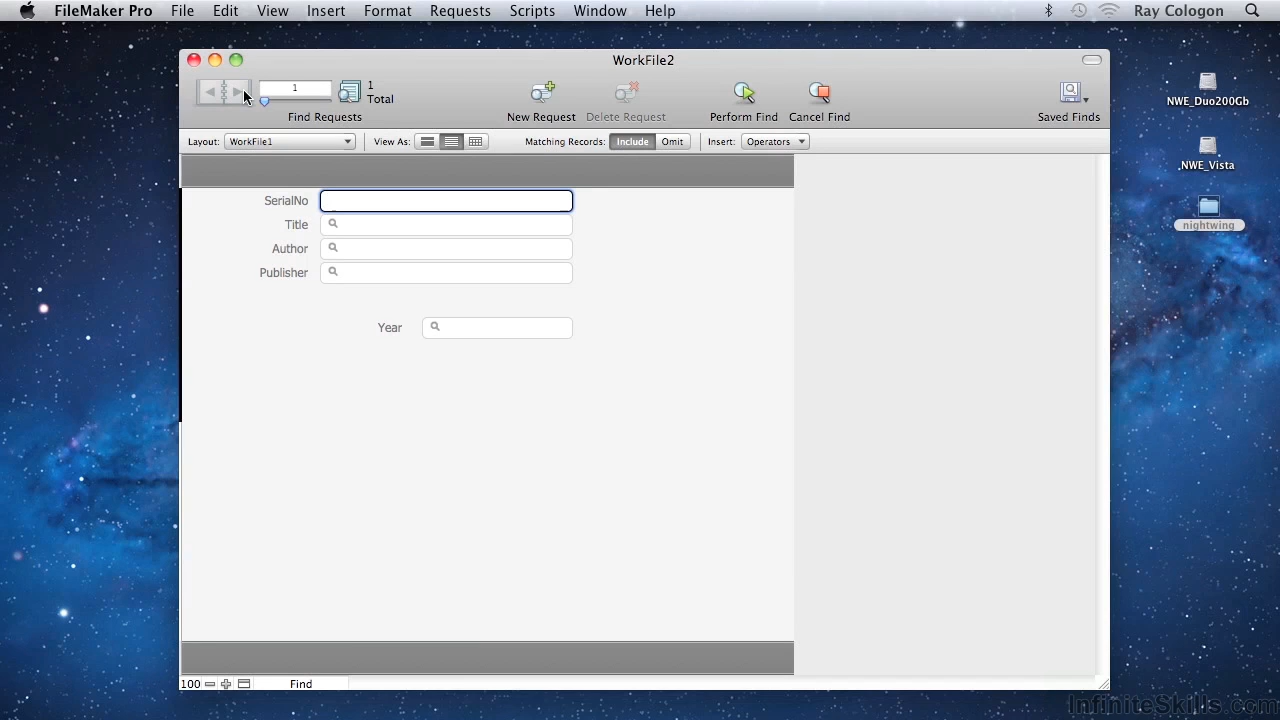 FileMaker Pro File Edit View Insert Format Requests Scripts Window Help Ray Cologon
WorkFile2
1
1
Total
Find Requests
New Request
Delete Request
Perform Find
Cancel Find
Saved Finds
Layout: WorkFile1 View As: Matching Records: Include Omit Insert: Operators
SerialNo
Title
Author
Publisher
Year
100 Find
NWE_Duo200Gb
NWE_Vista
nightwing
InfiniteSkills.com